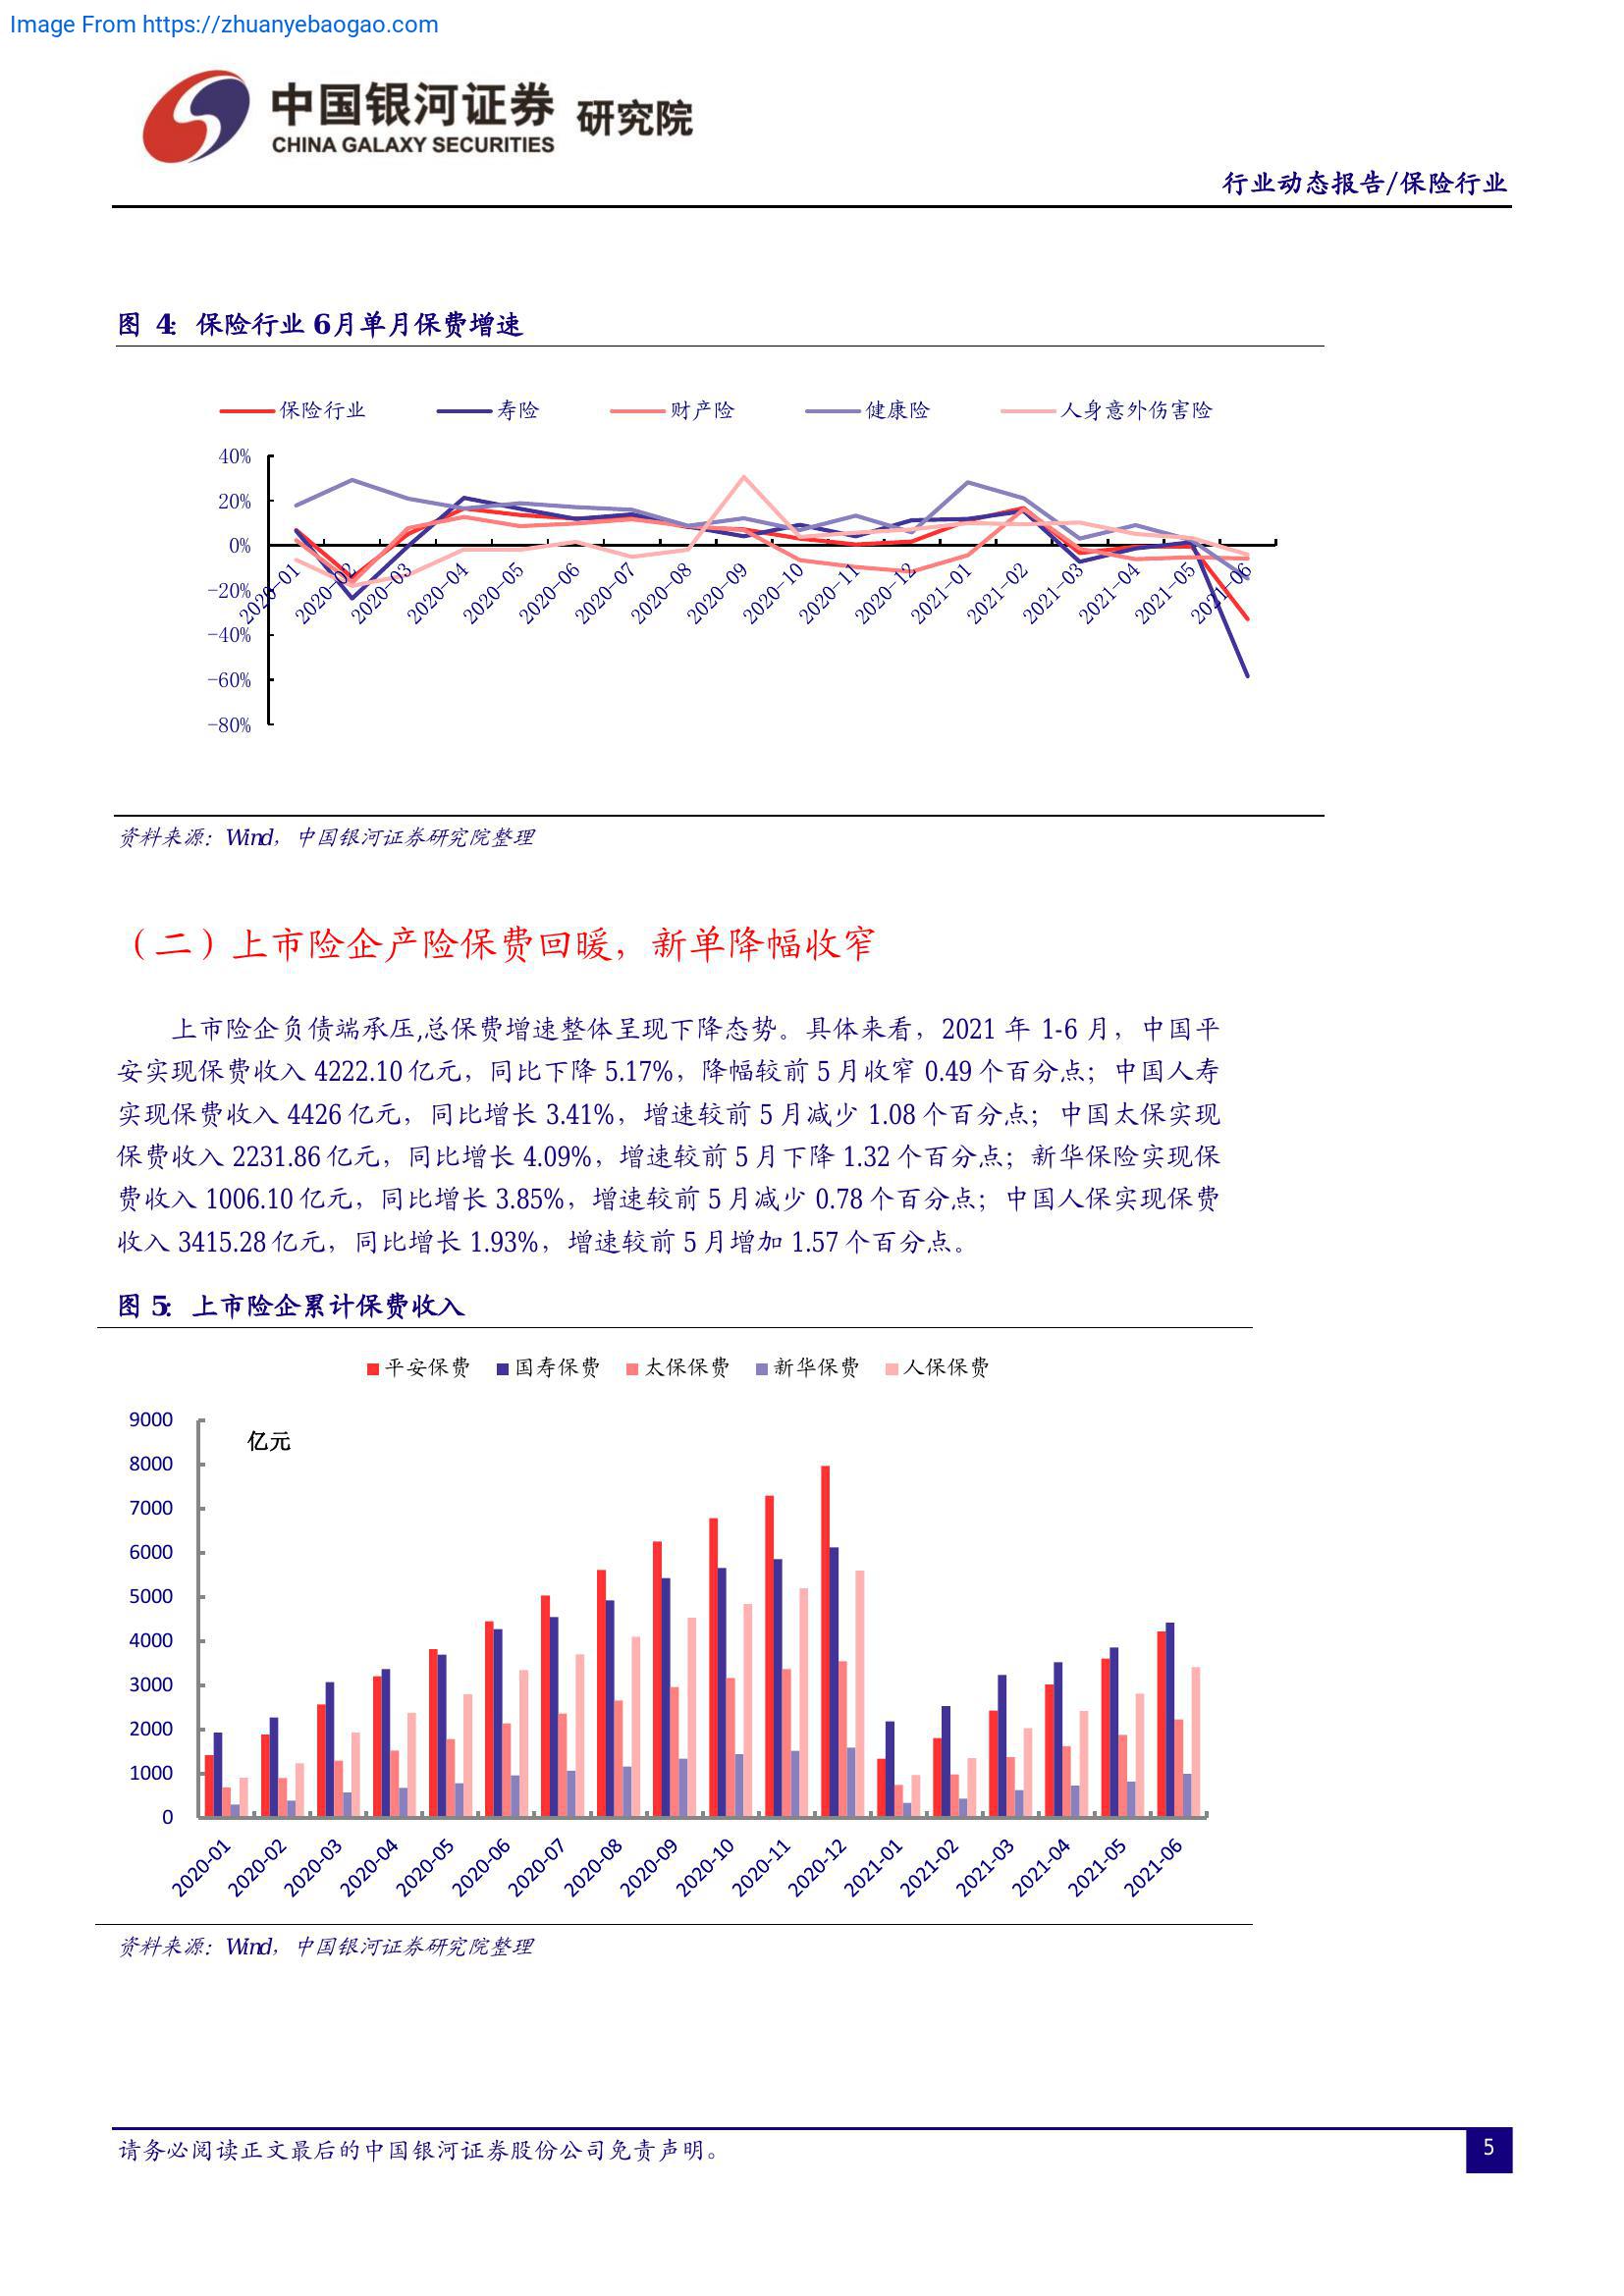 Image From https://zhuanyebaogao.com
中国银河证券 研究院
CHINA GALAXY SECURITIES
行业动态报告/保险行业
图 4: 保险行业 6月单月保费增速
保险行业 寿险 财产险 健康险 人身意外伤害险
40%
20%
0%
-20%
-40%
-60%
-80%
2020-01 2020-02 2020-03 2020-04 2020-05 2020-06 2020-07 2020-08 2020-09 2020-10 2020-11 2020-12 2021-01 2021-02 2021-03 2021-04 2021-05 2021-06
资料来源: Wind, 中国银河证券研究院整理
（二）上市险企产险保费回暖，新单降幅收窄
上市险企负债端承压,总保费增速整体呈现下降态势。具体来看，2021 年 1-6 月，中国平
安实现保费收入 4222.10 亿元，同比下降 5.17%，降幅较前 5 月收窄 0.49 个百分点；中国人寿
实现保费收入 4426 亿元，同比增长 3.41%，增速较前 5 月减少 1.08 个百分点；中国太保实现
保费收入 2231.86 亿元，同比增长 4.09%，增速较前 5 月下降 1.32 个百分点；新华保险实现保
费收入 1006.10 亿元，同比增长 3.85%，增速较前 5 月减少 0.78 个百分点；中国人保实现保费
收入 3415.28 亿元，同比增长 1.93%，增速较前 5 月增加 1.57 个百分点。
图 5: 上市险企累计保费收入
平安保费 国寿保费 太保保费 新华保费 人保保费
亿元
9000
8000
7000
6000
5000
4000
3000
2000
1000
0
2020-01 2020-02 2020-03 2020-04 2020-05 2020-06 2020-07 2020-08 2020-09 2020-10 2020-11 2020-12 2021-01 2021-02 2021-03 2021-04 2021-05 2021-06
资料来源: Wind, 中国银河证券研究院整理
请务必阅读正文最后的中国银河证券股份公司免责声明。
5